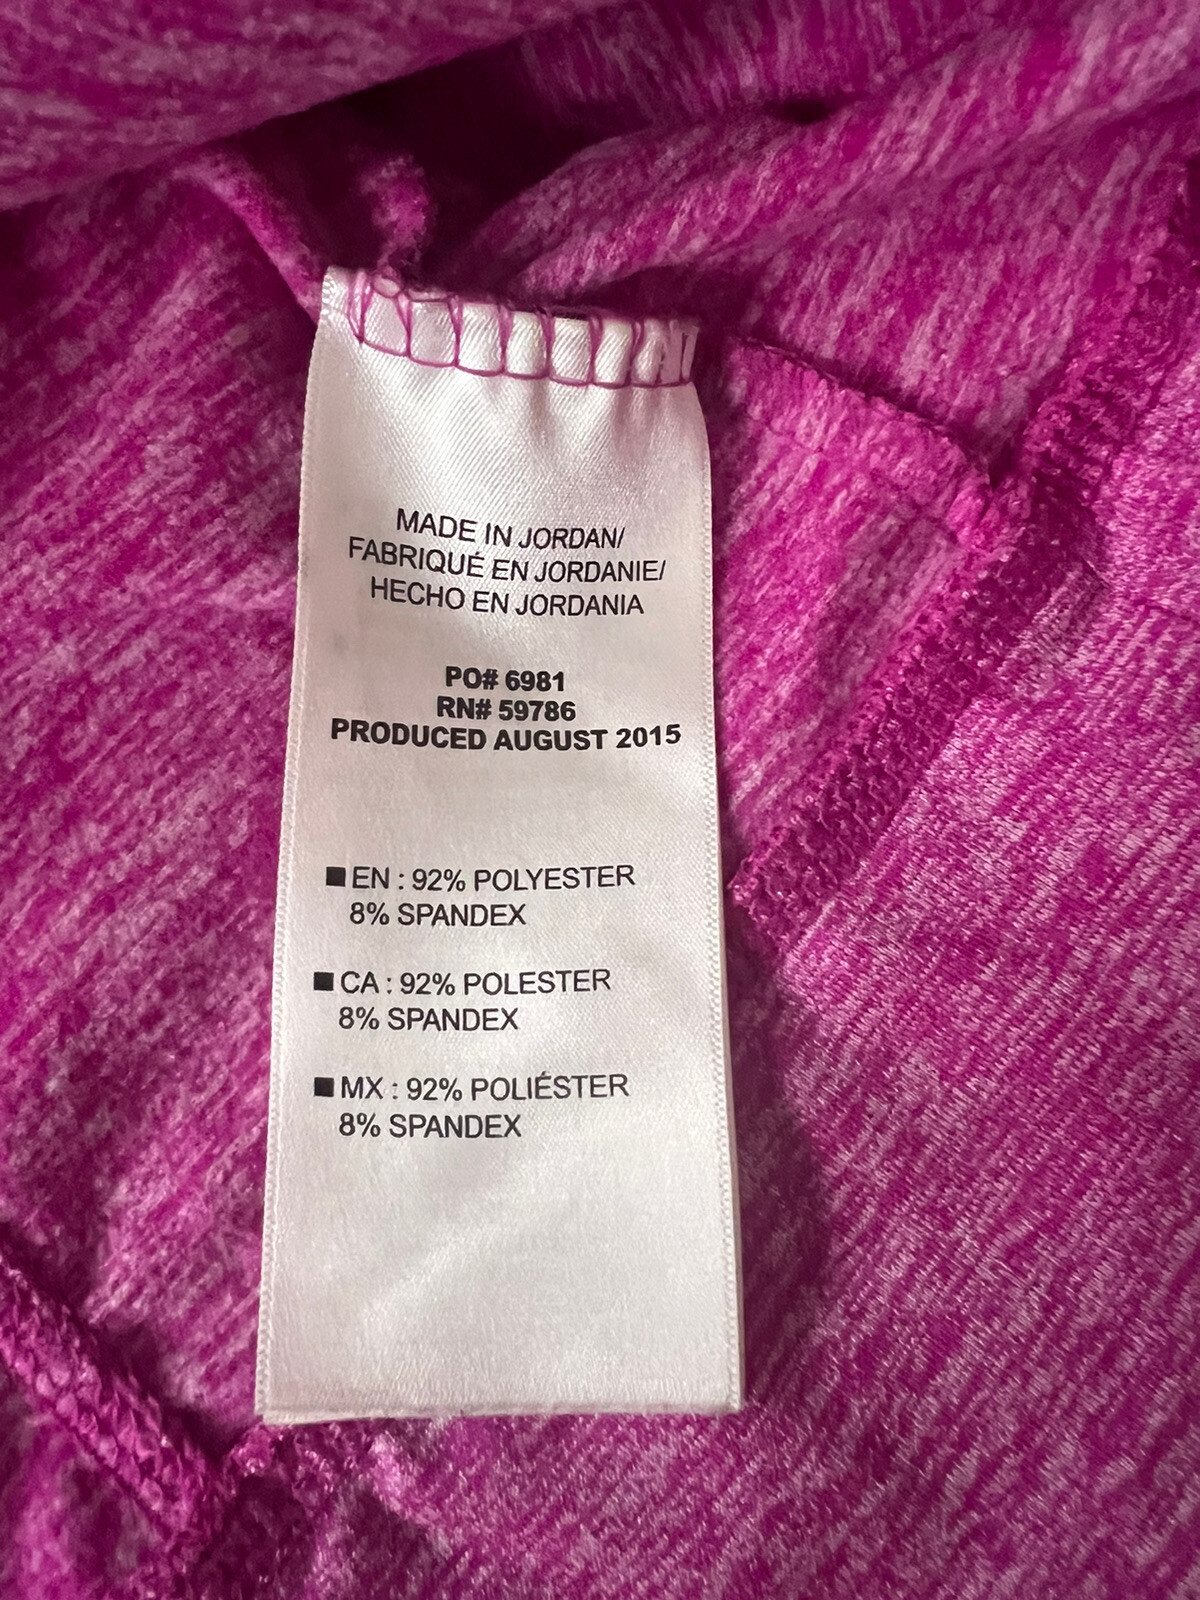 MADE IN JORDAN/
FABRIQUÉ EN JORDANIE/
HECHO EN JORDANIA
PO# 6981
RN# 59786
PRODUCED AUGUST 2015
■ EN : 92% POLYESTER
8% SPANDEX
■ CA : 92% POLESTER
8% SPANDEX
■ MX : 92% POLIÉSTER
8% SPANDEX